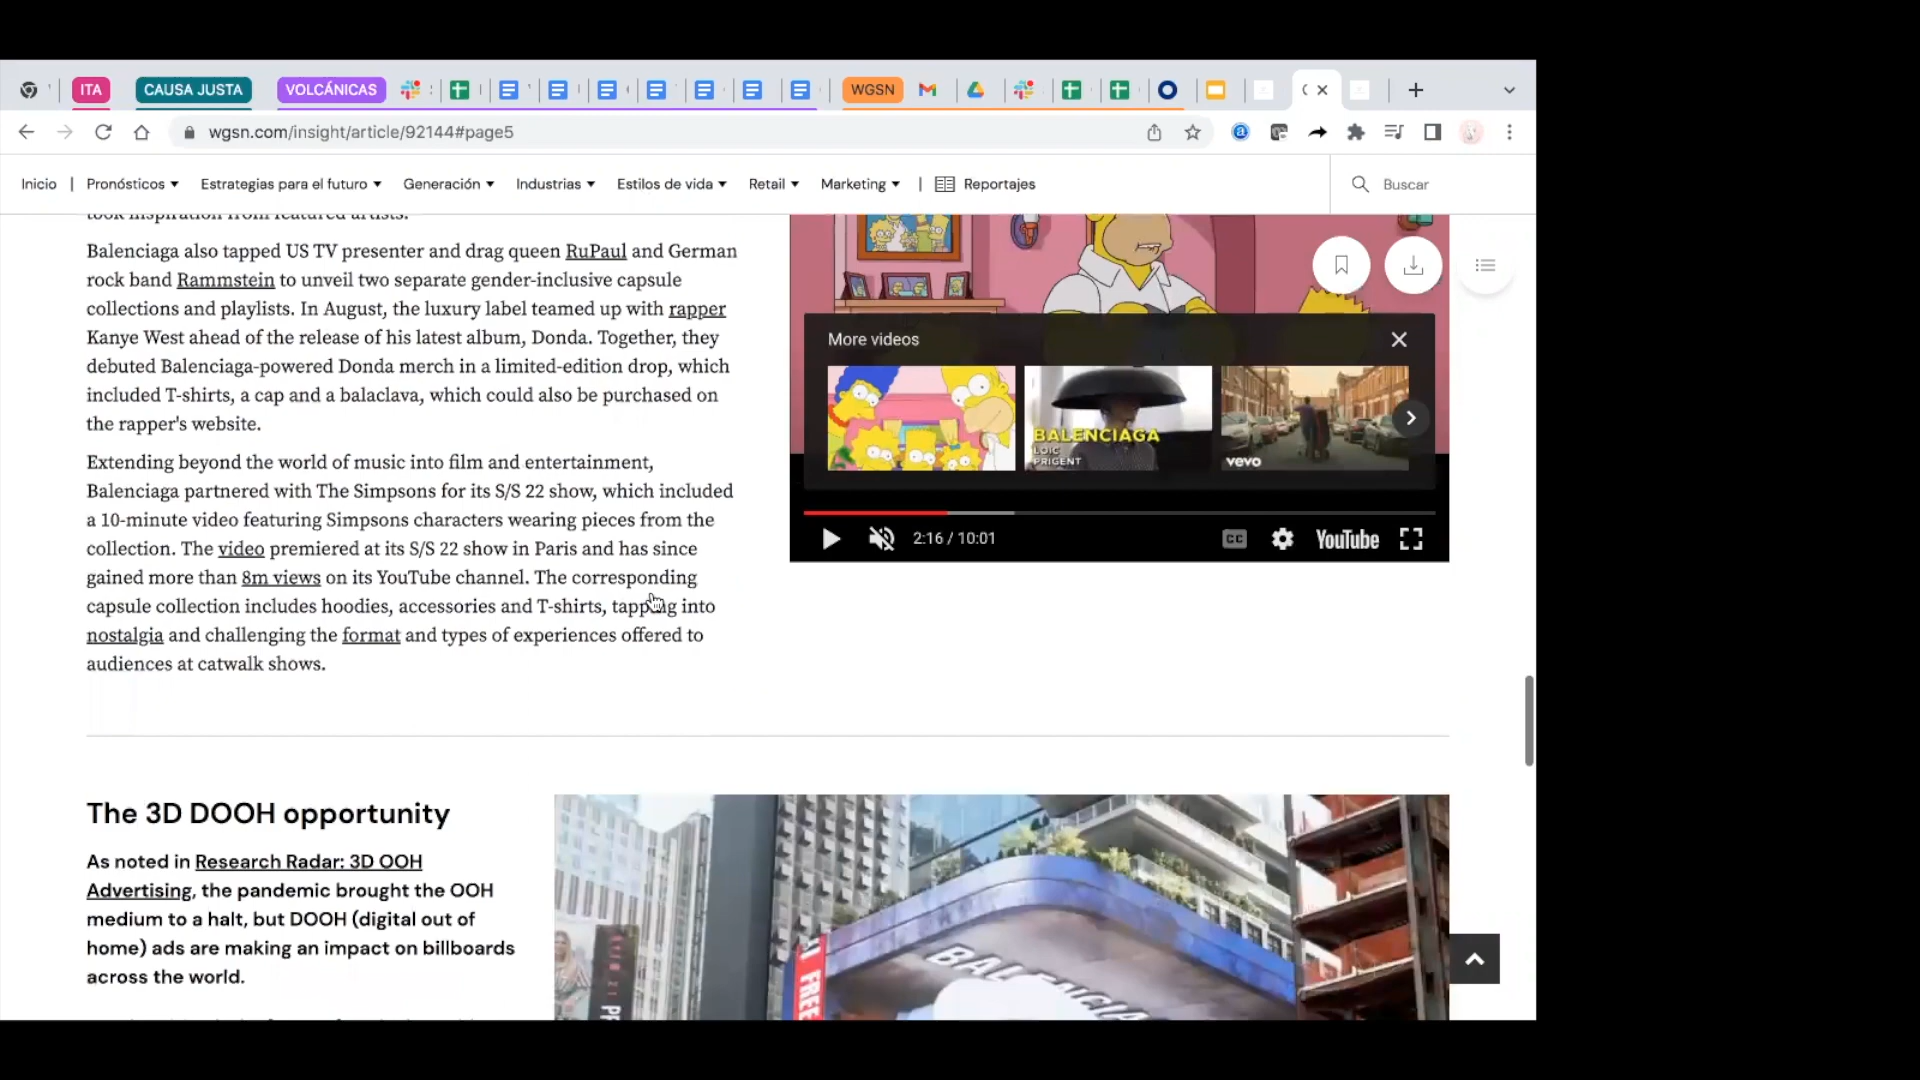 ITA
CAUSA JUSTA
VOLCÁNICAS
WGSN
wgsn.com/insight/article/92144#page5
Inicio | Pronósticos Estrategias para el futuro Generación Industrias Estilos de vida Retail Marketing | Reportajes
Buscar
took inspiration from featured artists.
Balenciaga also tapped US TV presenter and drag queen RuPaul and German
rock band Rammstein to unveil two separate gender-inclusive capsule
collections and playlists. In August, the luxury label teamed up with rapper
Kanye West ahead of the release of his latest album, Donda. Together, they
debuted Balenciaga-powered Donda merch in a limited-edition drop, which
included T-shirts, a cap and a balaclava, which could also be purchased on
the rapper's website.
Extending beyond the world of music into film and entertainment,
Balenciaga partnered with The Simpsons for its S/S 22 show, which included
a 10-minute video featuring Simpsons characters wearing pieces from the
collection. The video premiered at its S/S 22 show in Paris and has since
gained more than 8m views on its YouTube channel. The corresponding
capsule collection includes hoodies, accessories and T-shirts, tapping into
nostalgia and challenging the format and types of experiences offered to
audiences at catwalk shows.
More videos
BALENCIAGA
LOIC
PRIGENT
vevo
2:16 / 10:01
CC
YouTube
The 3D DOOH opportunity
As noted in Research Radar: 3D OOH
Advertising, the pandemic brought the OOH
medium to a halt, but DOOH (digital out of
home) ads are making an impact on billboards
across the world.
FREE
BALENCIAGA